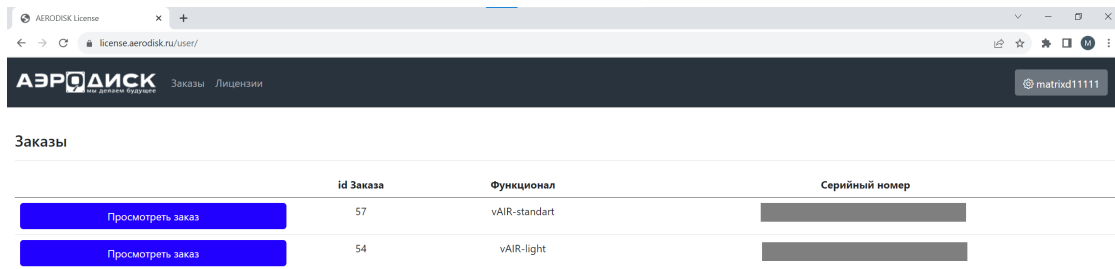 AERODISK License
license.aerodisk.ru/user/
M
АЭРОДИСК
мы делаем будущее
Заказы Лицензии
matrixd11111
Заказы
id Заказа Функционал Серийный номер
Просмотреть заказ 57 vAIR-standart
Просмотреть заказ 54 vAIR-light